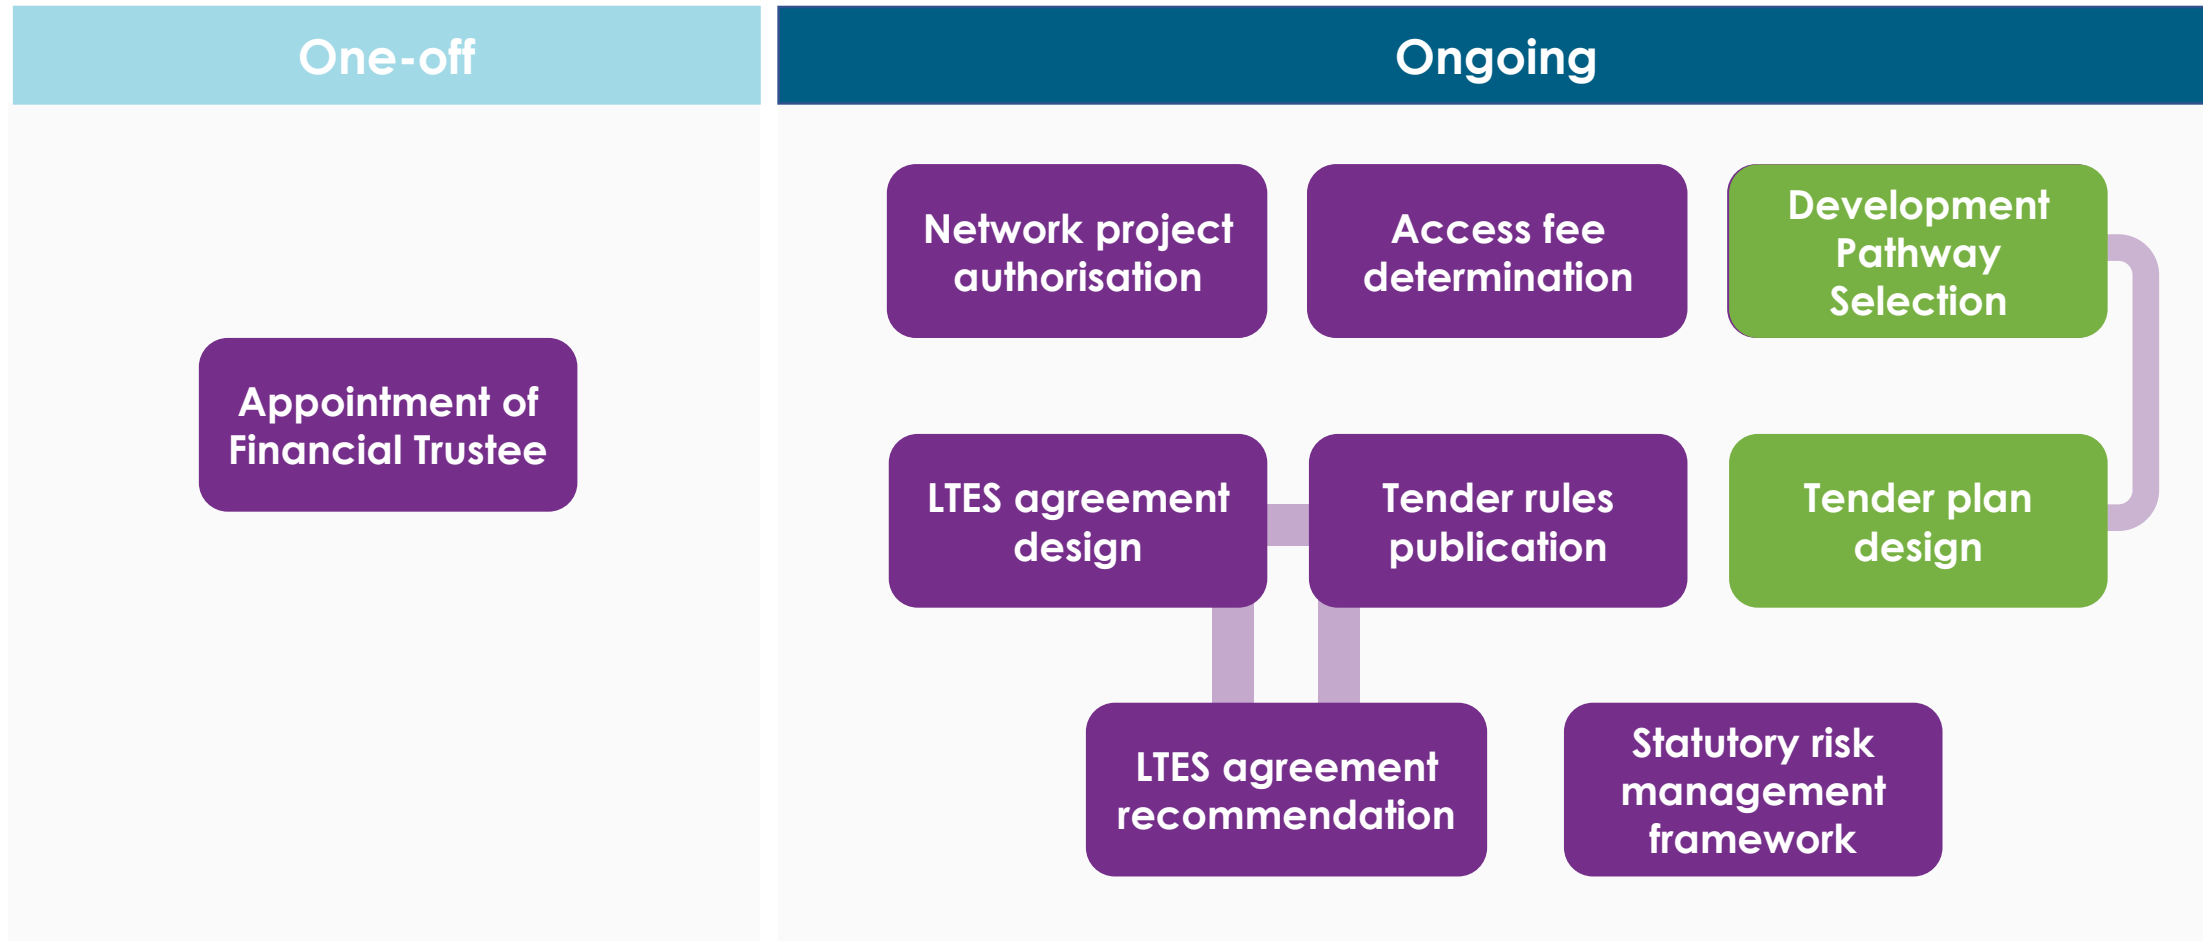 One-off
Appointment of
Financial Trustee
Ongoing
Network project
authorisation
Access fee
determination
Development
Pathway
Selection
LTES agreement
design
Tender rules
publication
Tender plan
design
LTES agreement
recommendation
Statutory risk
management
framework